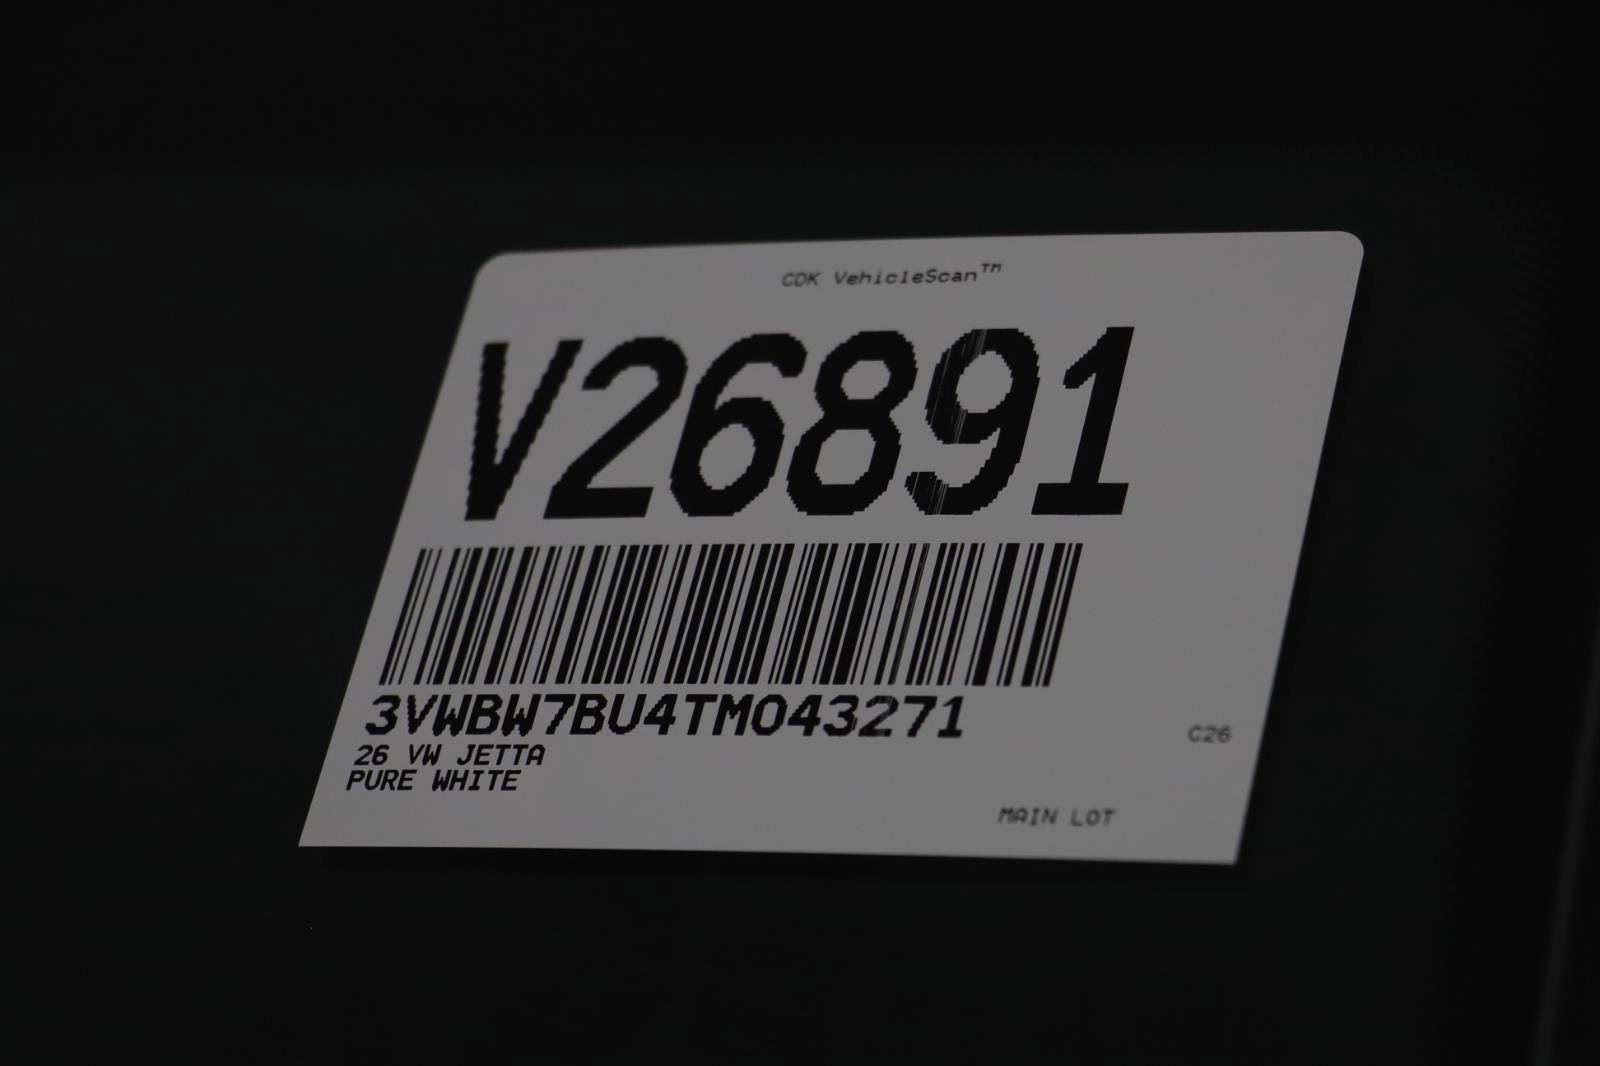 CDK VehicleScan™
V26891
3VWBW7BU4TM043271
26 VW JETTA
C26
PURE WHITE
MAIN LOT